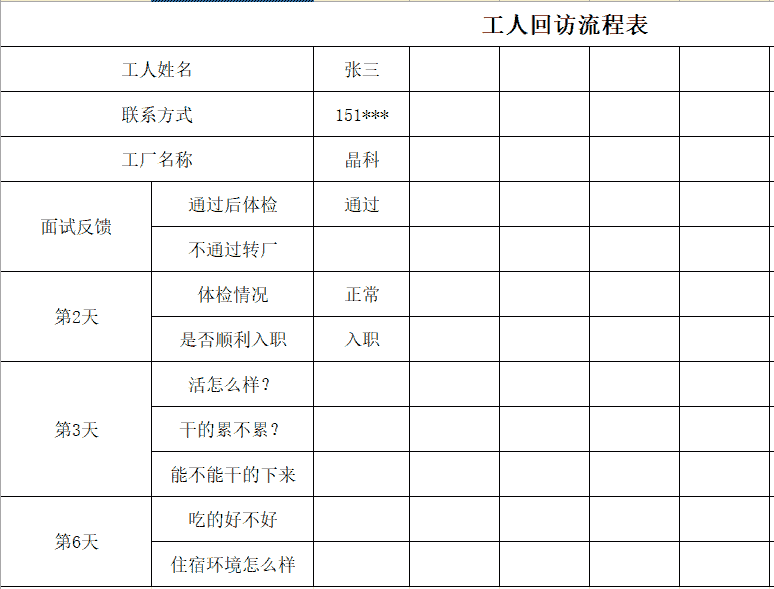 工人回访流程表
工人姓名 张三
联系方式 151***
工厂名称 晶科
面试反馈 通过后体检 通过
不通过转厂
第2天 体检情况 正常
是否顺利入职 入职
第3天 活怎么样？
干的累不累？
能不能干的下来
第6天 吃的好不好
住宿环境怎么样